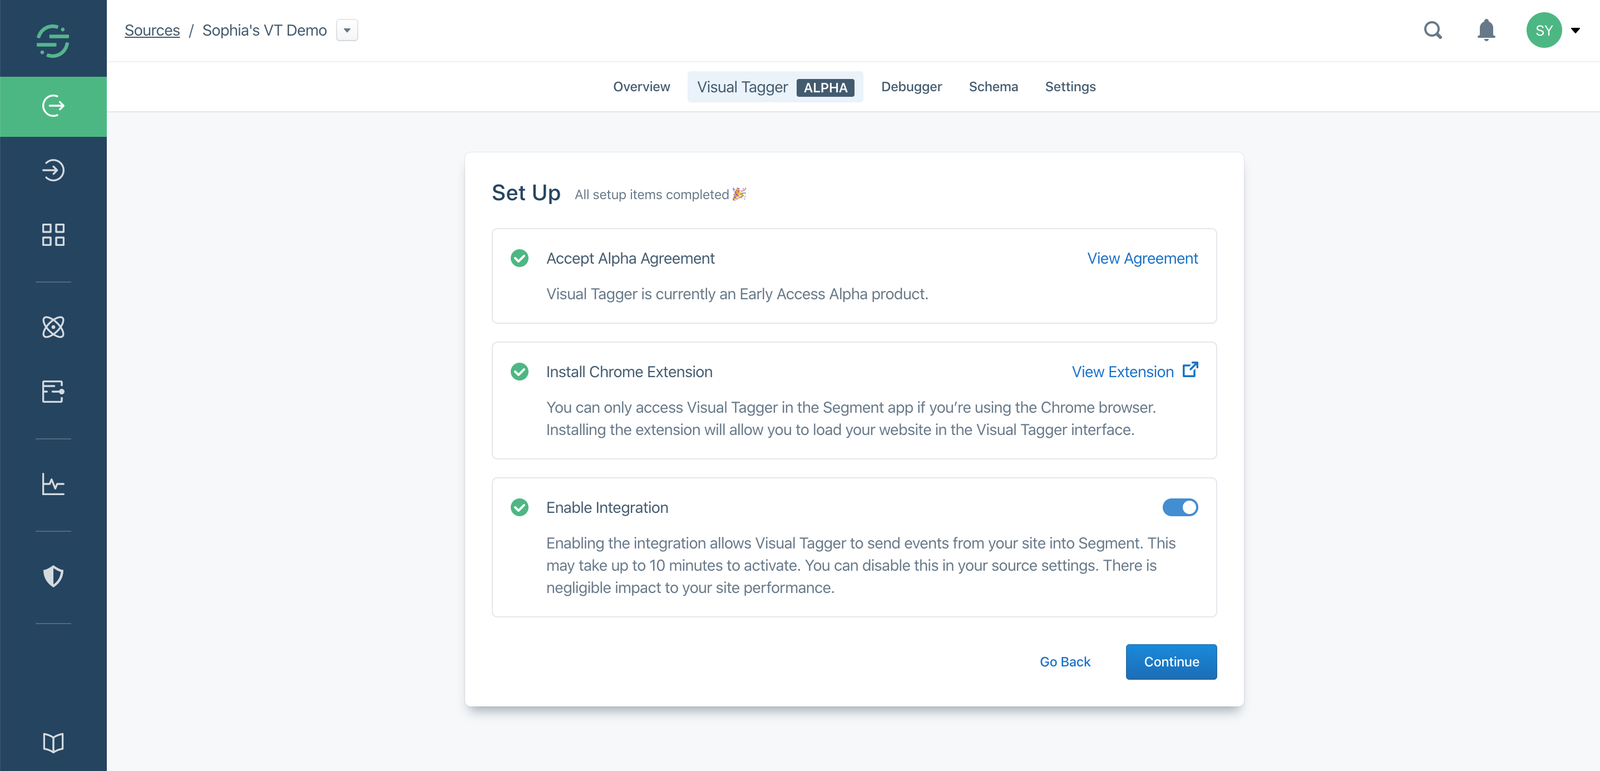 Sources / Sophia's VT Demo
SY
Overview Visual Tagger ALPHA Debugger Schema Settings
Set Up All setup items completed🎉
Accept Alpha Agreement View Agreement
Visual Tagger is currently an Early Access Alpha product.
Install Chrome Extension View Extension
You can only access Visual Tagger in the Segment app if you’re using the Chrome browser.
Installing the extension will allow you to load your website in the Visual Tagger interface.
Enable Integration
Enabling the integration allows Visual Tagger to send events from your site into Segment. This
may take up to 10 minutes to activate. You can disable this in your source settings. There is
negligible impact to your site performance.
Go Back Continue